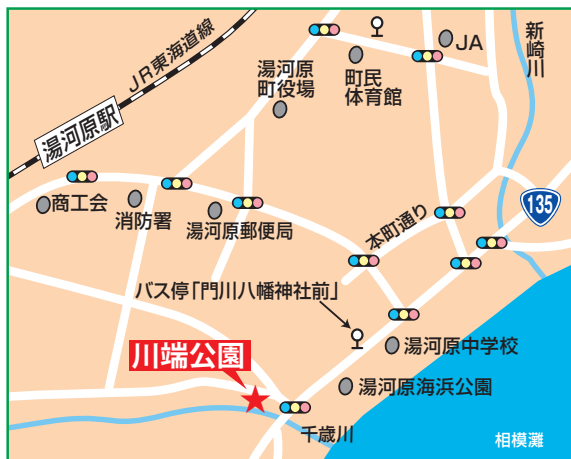 JR東海道線
湯河原駅
湯河原
町役場
町民
体育館
JA
新崎川
商工会
消防署
湯河原郵便局
本町通り
135
バス停「門川八幡神社前」
川端公園
湯河原中学校
湯河原海浜公園
千歳川
相模灘